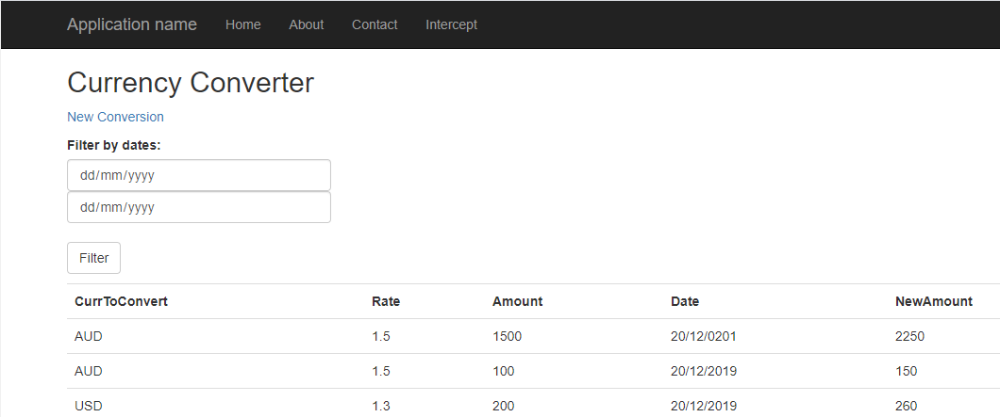 Application name Home About Contact Intercept
Currency Converter
New Conversion
Filter by dates:
dd/mm/yyyy
dd/mm/yyyy
Filter
CurrToConvert Rate Amount Date NewAmount
AUD 1.5 1500 20/12/0201 2250
AUD 1.5 100 20/12/2019 150
USD 1.3 200 20/12/2019 260